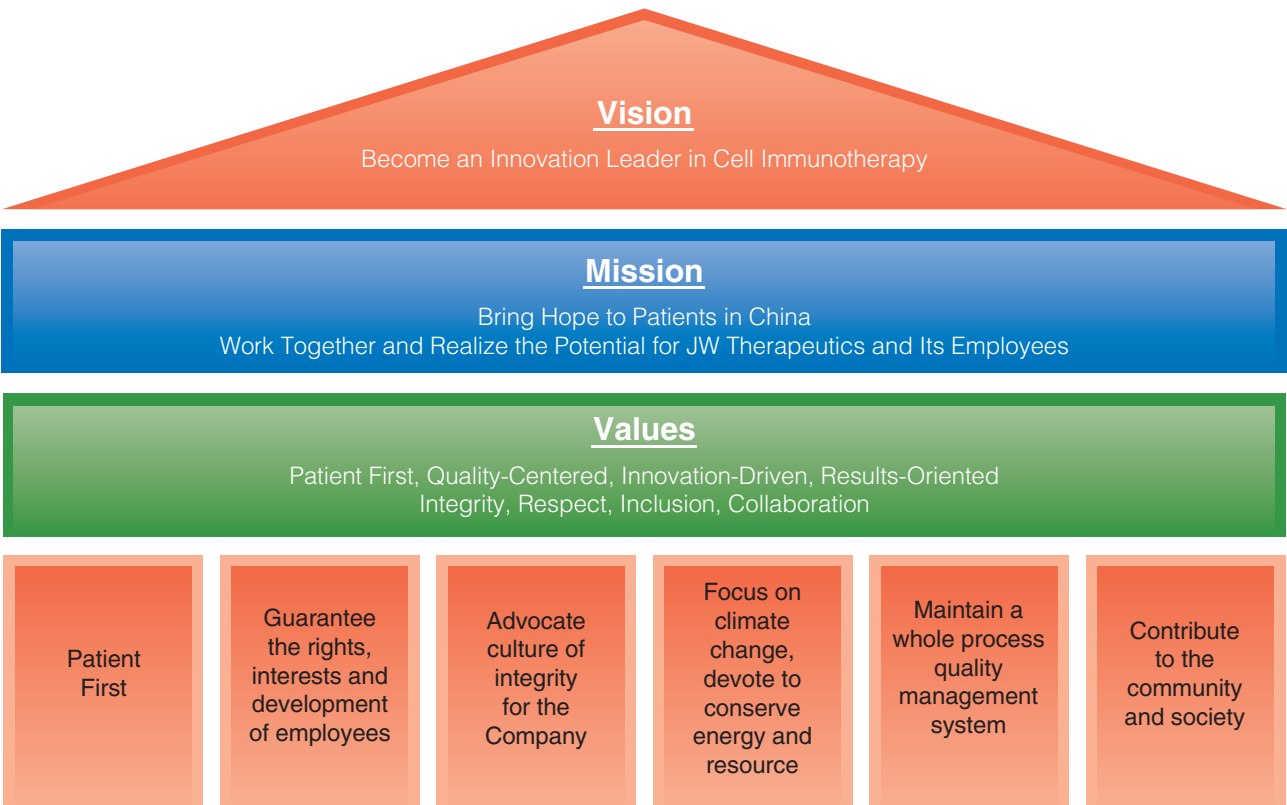 Vision
Become an Innovation Leader in Cell Immunotherapy
Mission
Bring Hope to Patients in China
Work Together and Realize the Potential for JW Therapeutics and Its Employees
Values
Patient First, Quality-Centered, Innovation-Driven, Results-Oriented
Integrity, Respect, Inclusion, Collaboration
Patient
First
Guarantee
the rights,
interests and
development
of employees
Advocate
culture of
integrity
for the
Company
Focus on
climate
change,
devote to
conserve
energy and
resource
Maintain a
whole process
quality
management
system
Contribute
to the
community
and society